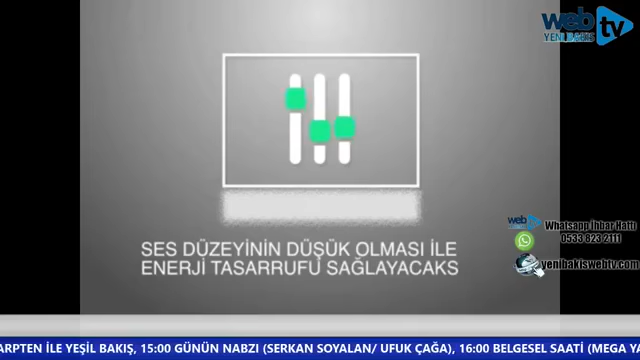 web tv
YENİ BAKIŞ
SES DÜZEYİNİN DÜŞÜK OLMASI İLE
ENERJİ TASARRUFU SAĞLAYACAKS
web
Whatsapp İhbar Hattı
0533 823 2111
yenibakiswebtv.com
ARPTEN İLE YEŞİL BAKIŞ, 15:00 GÜNÜN NABZI (SERKAN SOYALAN/ UFUK ÇAĞA), 16:00 BELGESEL SAATİ (MEGA YA